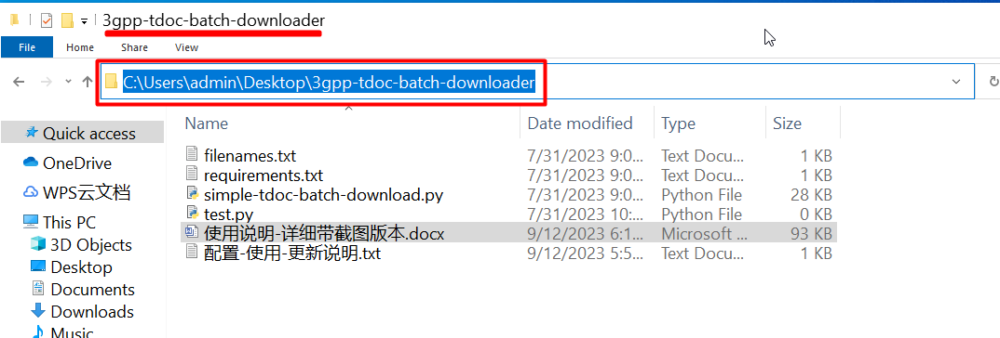 3gpp-tdoc-batch-downloader
File Home Share View
C:\Users\admin\Desktop\3gpp-tdoc-batch-downloader
Name Date modified Type Size
Quick access
OneDrive
WPS云文档
This PC
3D Objects
Desktop
Documents
Downloads
Music
filenames.txt 7/31/2023 9:0... Text Docu... 1 KB
requirements.txt 7/31/2023 9:0... Text Docu... 1 KB
simple-tdoc-batch-download.py 7/31/2023 9:0... Python File 28 KB
test.py 7/31/2023 10:... Python File 0 KB
使用说明-详细带截图版本.docx 9/12/2023 6:1... Microsoft ... 93 KB
配置-使用-更新说明.txt 9/12/2023 5:5... Text Docu... 1 KB